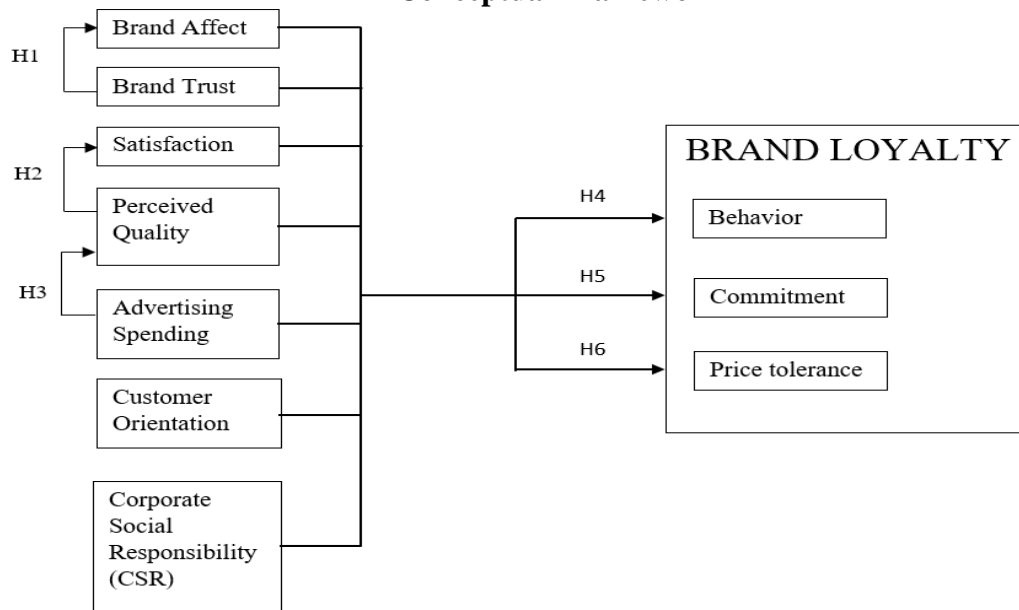 Brand Affect
H1
Brand Trust
Satisfaction
H2
Perceived
Quality
H3
Advertising
Spending
Customer
Orientation
Corporate
Social
Responsibility
(CSR)
H4
H5
H6
BRAND LOYALTY
Behavior
Commitment
Price tolerance